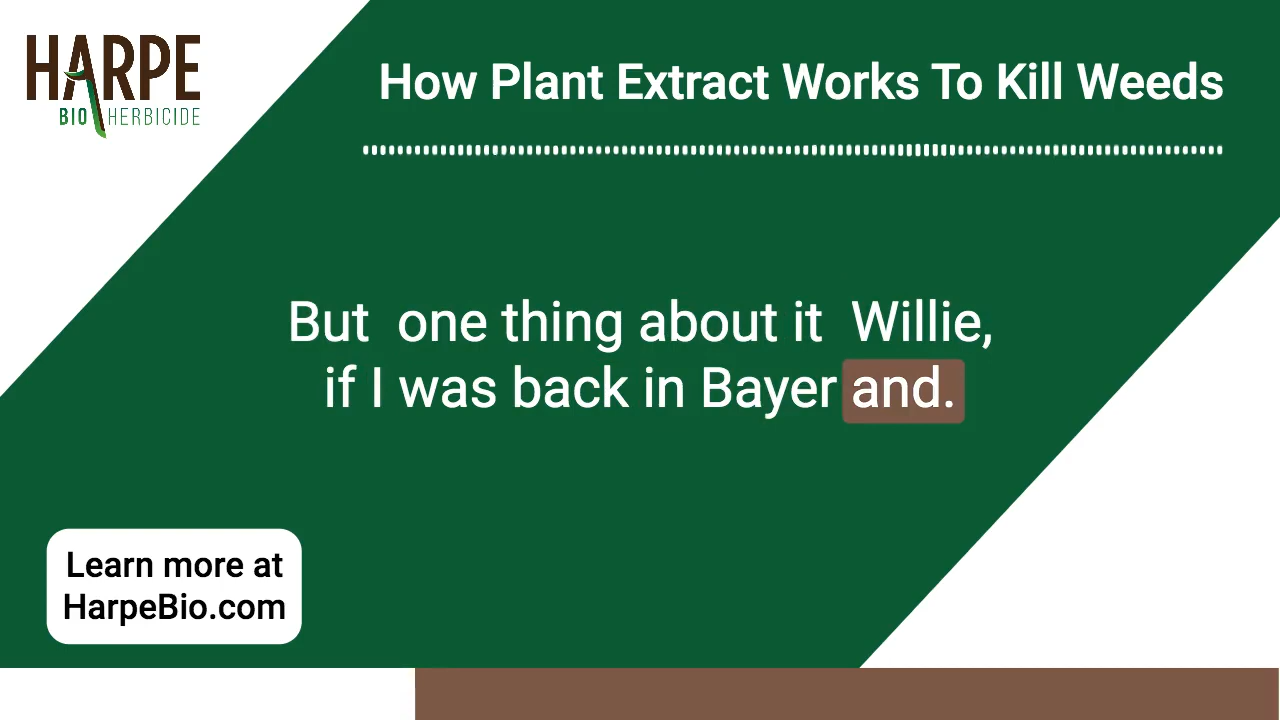 HARPE
BIO HERBICIDE
How Plant Extract Works To Kill Weeds
But one thing about it Willie,
if I was back in Bayer and.
Learn more at
HarpeBio.com